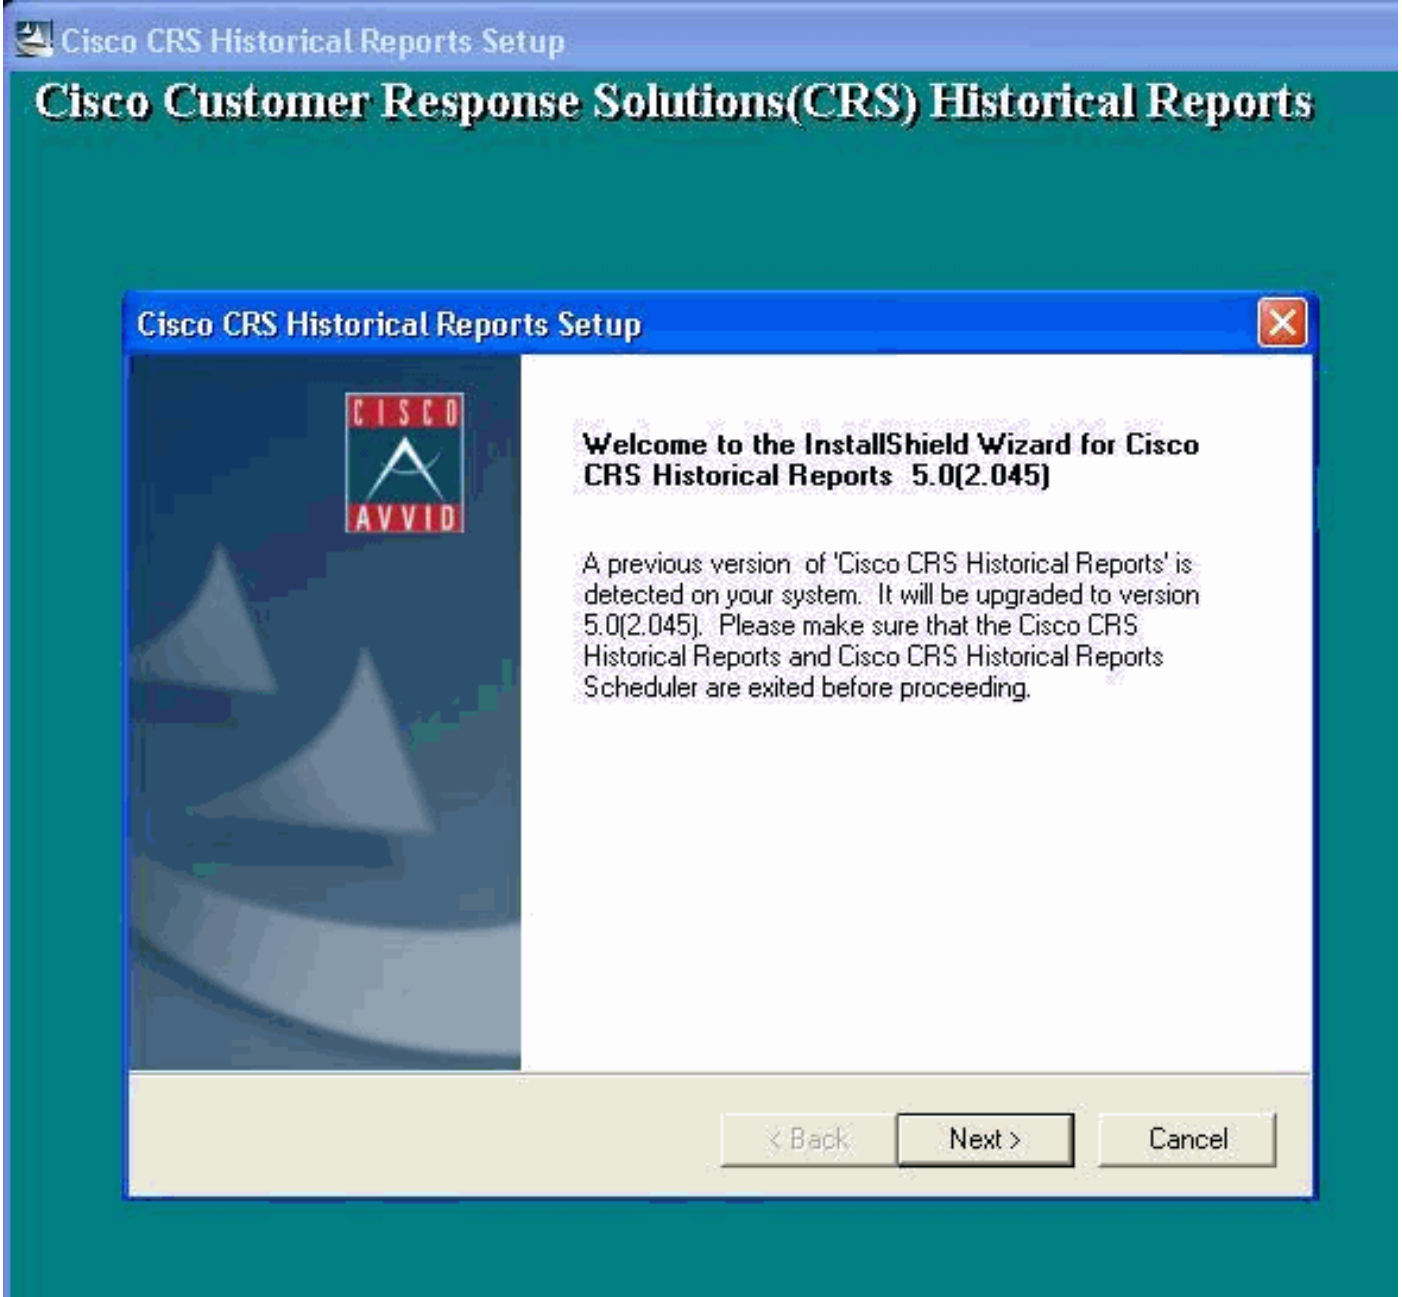 Cisco CRS Historical Reports Setup
Cisco Customer Response Solutions(CRS) Historical Reports
Cisco CRS Historical Reports Setup
CISCO
AVVID
Welcome to the InstallShield Wizard for Cisco
CRS Historical Reports  5.0(2.045)
A previous version  of 'Cisco CRS Historical Reports' is
detected on your system.  It will be upgraded to version
5.0(2.045).  Please make sure that the Cisco CRS
Historical Reports and Cisco CRS Historical Reports
Scheduler are exited before proceeding.
< Back
Next >
Cancel